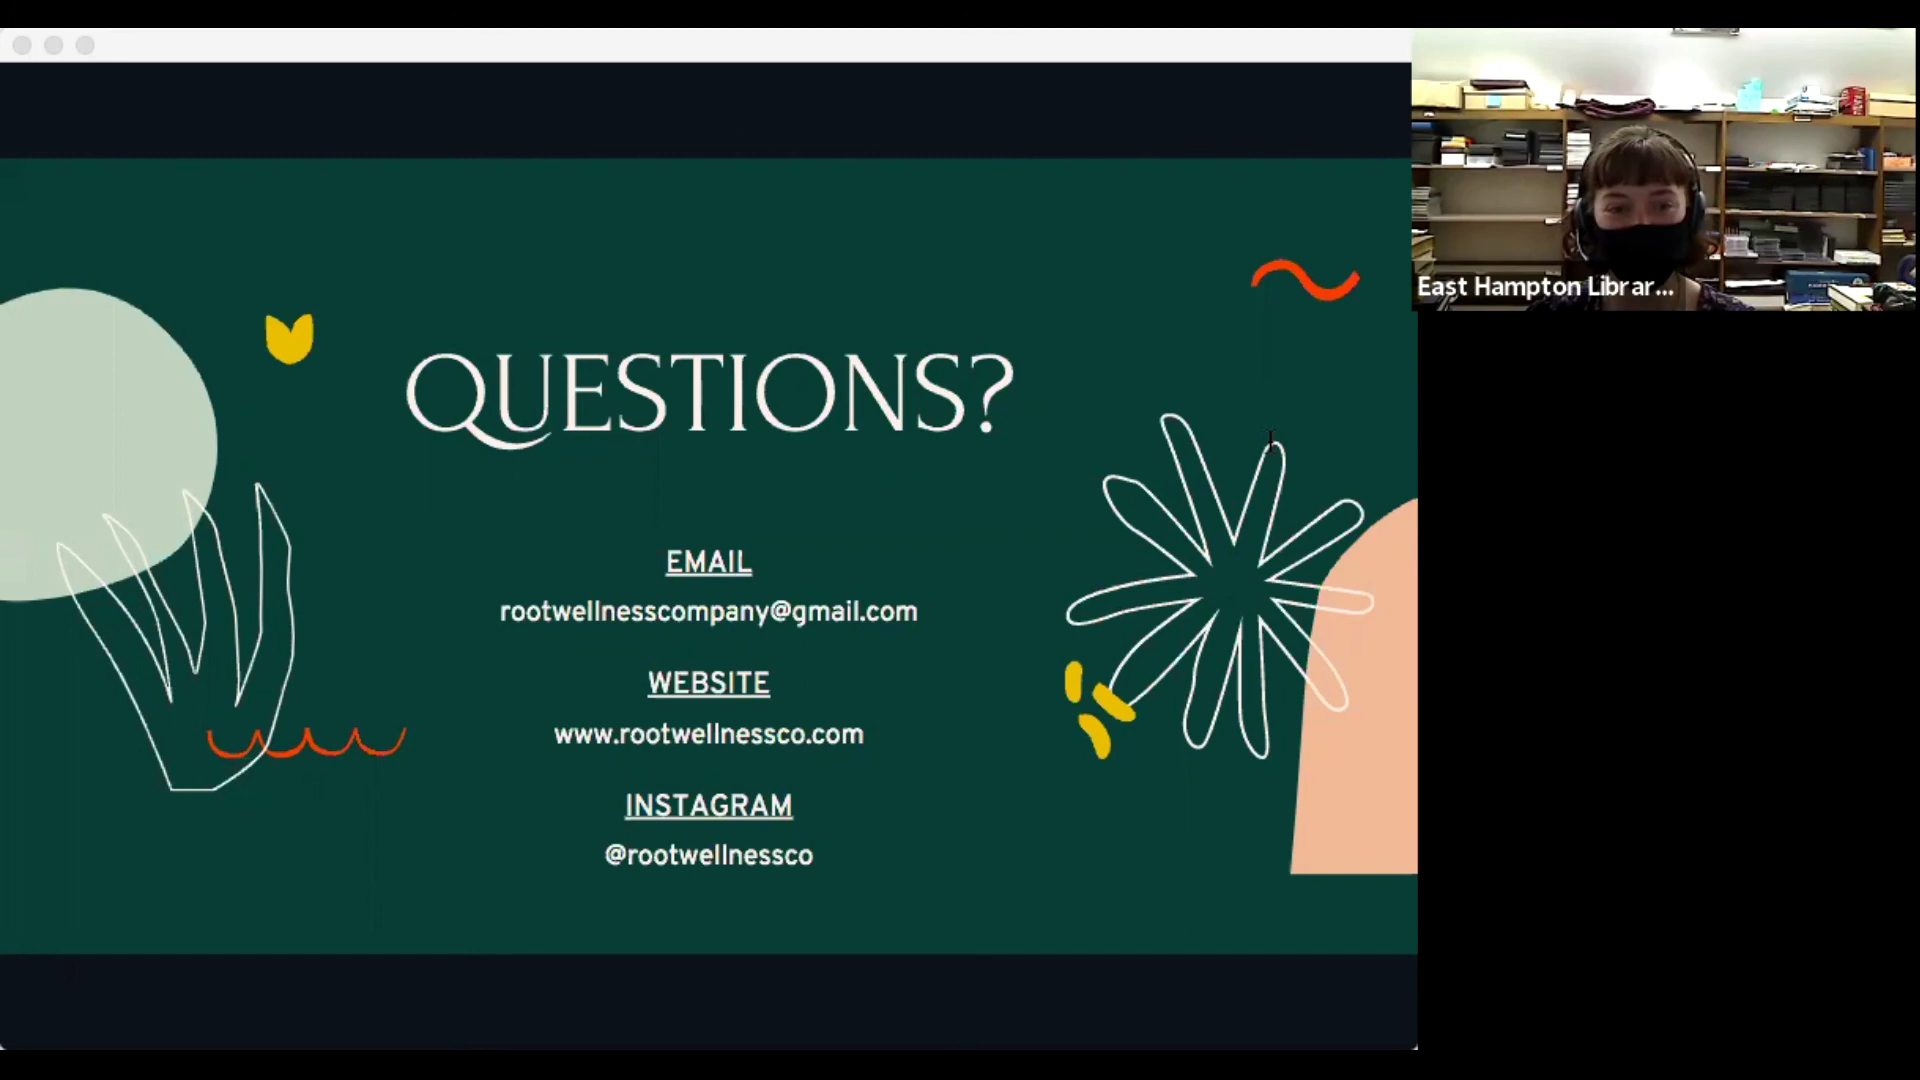 QUESTIONS?
EMAIL
rootwellnesscompany@gmail.com
WEBSITE
www.rootwellnessco.com
INSTAGRAM
@rootwellnessco
East Hampton Librar...